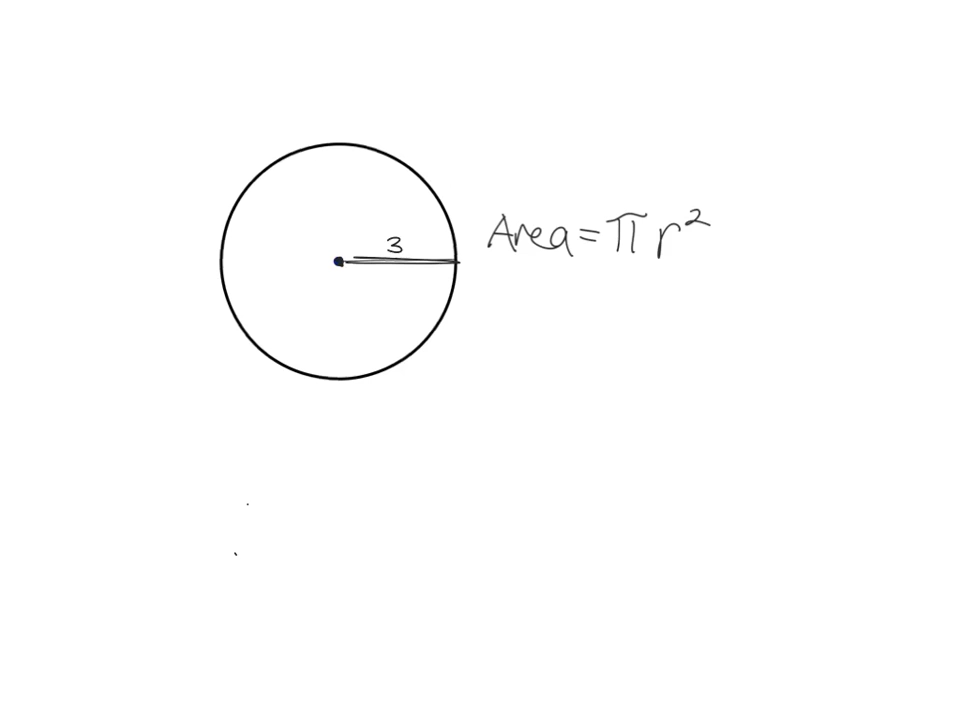 3
Area = π r²